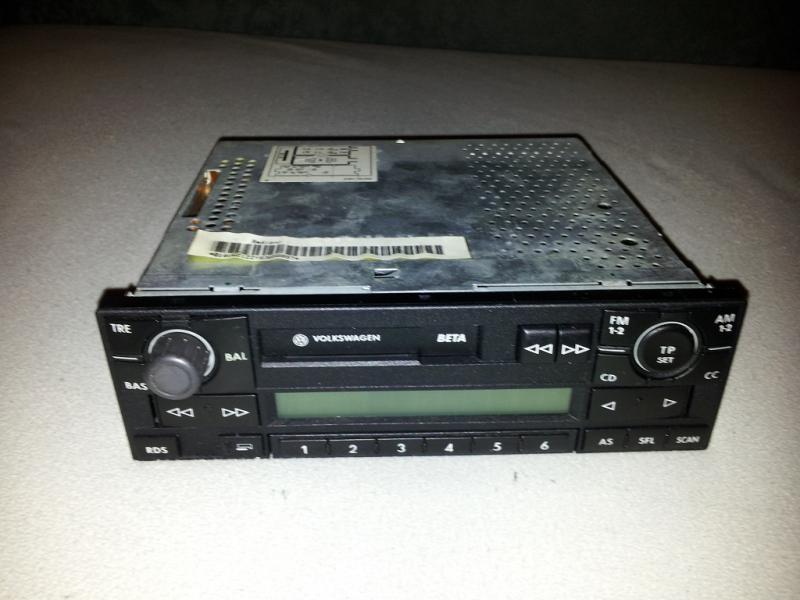 TRE
BAL
BAS
VOLKSWAGEN
BETA
FM
1-2
AM
1-2
TP
SET
CD
CC
RDS
1 2 3 4 5 6
AS SFL SCAN